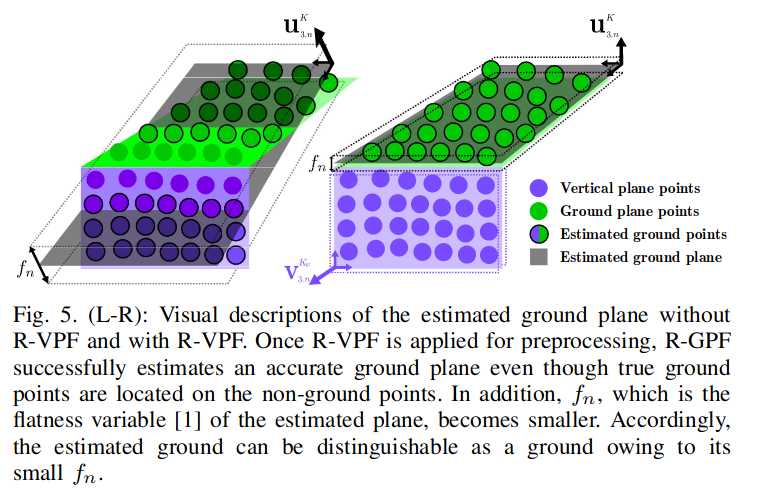 u^K_{3,n}
u^K_{3,n}
f_n
Vertical plane points
Ground plane points
Estimated ground points
Estimated ground plane
f_n
v^{K_v}_{3,n}
Fig. 5. (L-R): Visual descriptions of the estimated ground plane without
R-VPF and with R-VPF. Once R-VPF is applied for preprocessing, R-GPF
successfully estimates an accurate ground plane even though true ground
points are located on the non-ground points. In addition, f_n, which is the
flatness variable [1] of the estimated plane, becomes smaller. Accordingly,
the estimated ground can be distinguishable as a ground owing to its
small f_n.